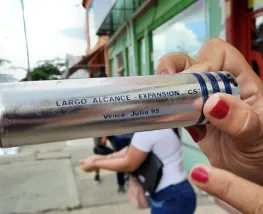 LARGO ALCANCE - EXPANSION "CS"
Vence: Julio 95